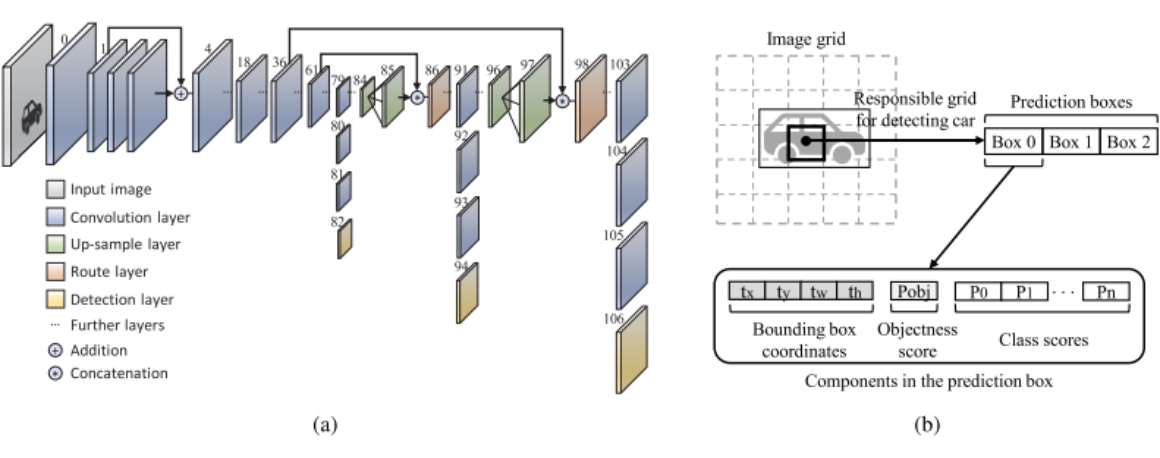 0
1
4
18
36
61
79
84
85
86
91
96
97
98
103
80
81
82
92
93
94
104
105
106
Input image
Convolution layer
Up-sample layer
Route layer
Detection layer
... Further layers
Addition
Concatenation
(a)
Image grid
Responsible grid
for detecting car
Prediction boxes
Box 0 Box 1 Box 2
tx ty tw th Pobj P0 P1 ... Pn
Bounding box
coordinates
Objectness
score
Class scores
Components in the prediction box
(b)